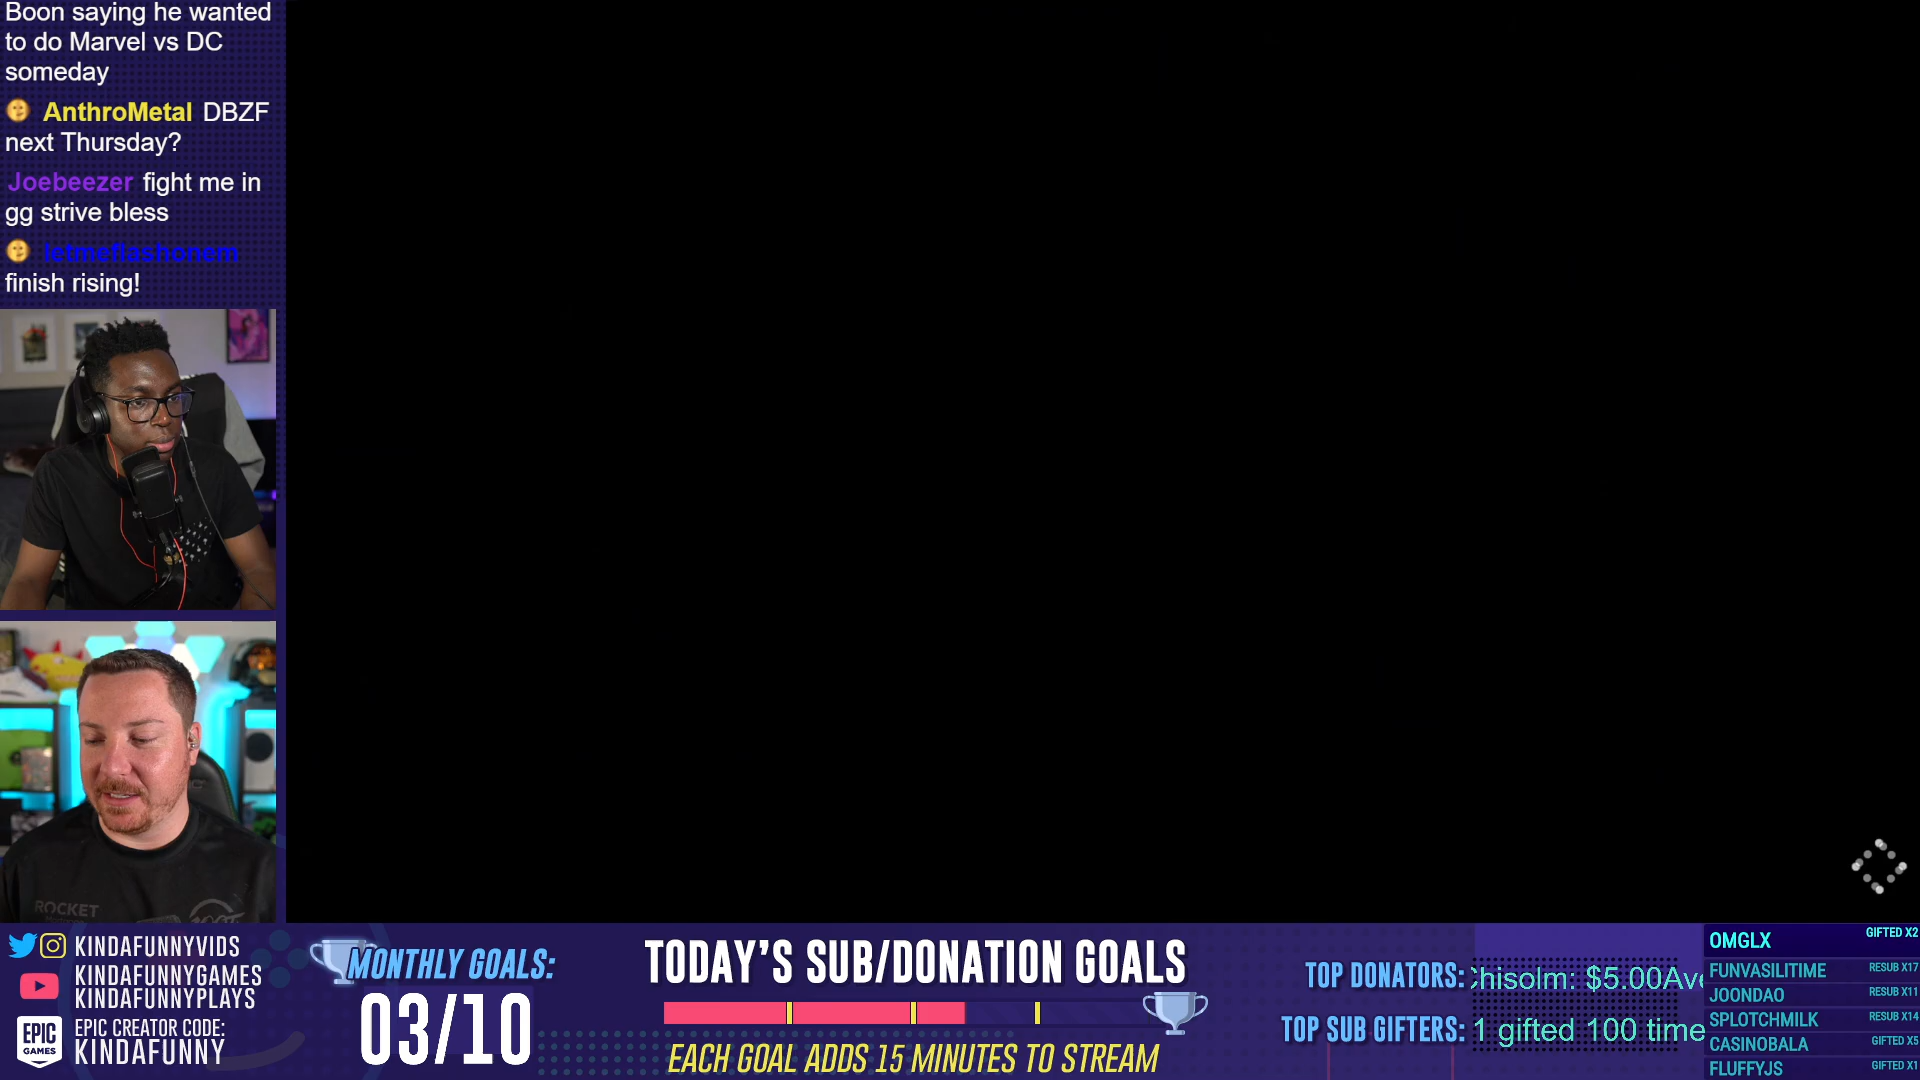 Boon saying he wanted
to do Marvel vs DC
someday
AnthroMetal DBZF
next Thursday?
Joebeezer fight me in
gg strive bless
letmeflashonem
finish rising!
ROCKET
KINDAFUNNYVIDS
KINDAFUNNYGAMES
KINDAFUNNYPLAYS
EPIC GAMES
EPIC CREATOR CODE:
KINDAFUNNY
MONTHLY GOALS:
03/10
TODAY'S SUB/DONATION GOALS
EACH GOAL ADDS 15 MINUTES TO STREAM
TOP DONATORS: Chisolm: $5.00Ave
TOP SUB GIFTERS: 1 gifted 100 time
OMGLX GIFTED X2
FUNVASILITIME RESUB X17
JOONDAO RESUB X11
SPLOTCHMILK RESUB X14
CASINOBALA GIFTED X5
FLUFFYJS GIFTED X1